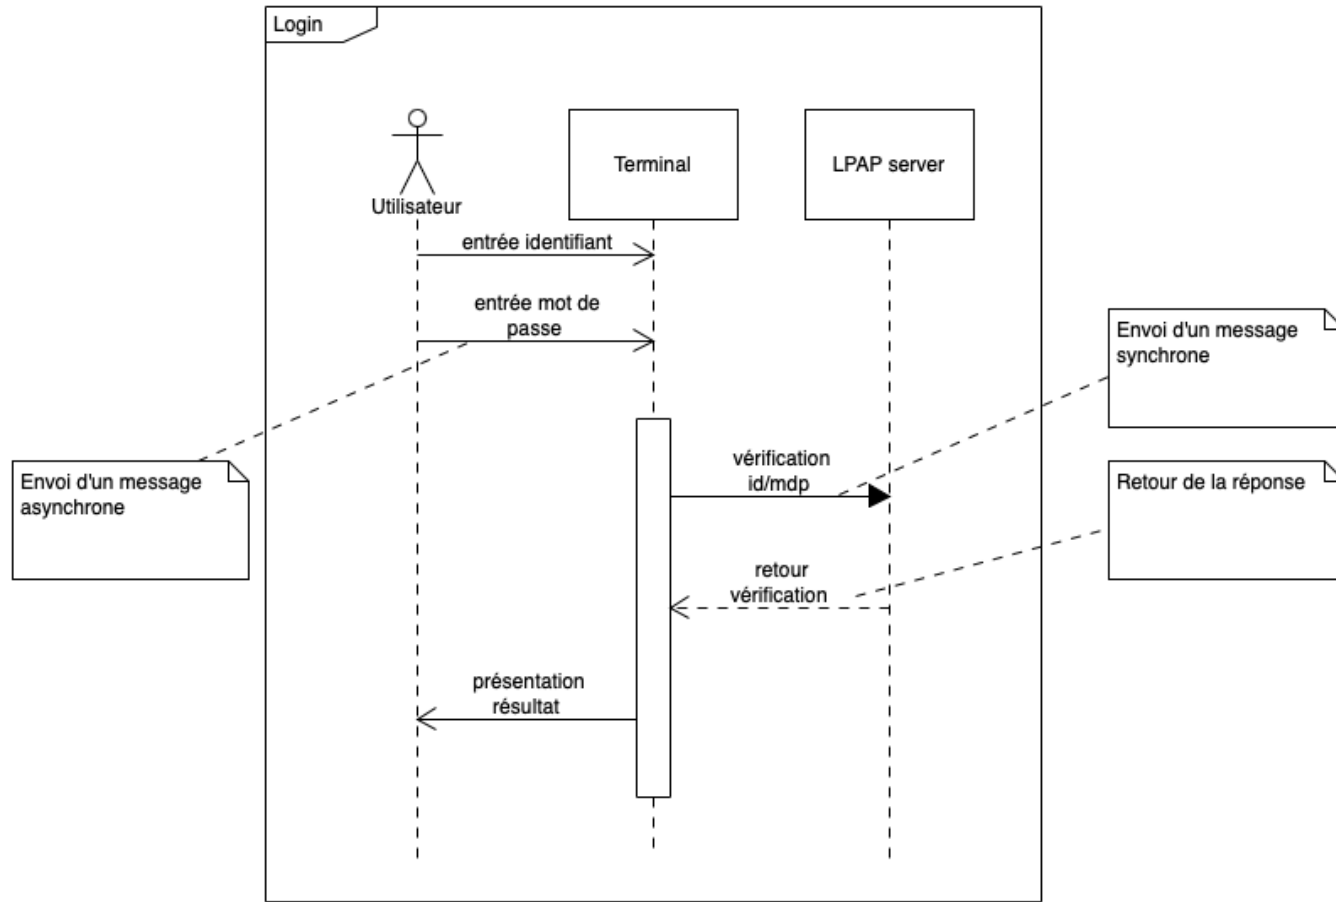 Login
Utilisateur
Terminal
LPAP server
entrée identifiant
entrée mot de
passe
Envoi d'un message
synchrone
Envoi d'un message
asynchrone
vérification
id/mdp
Retour de la réponse
retour
vérification
présentation
résultat